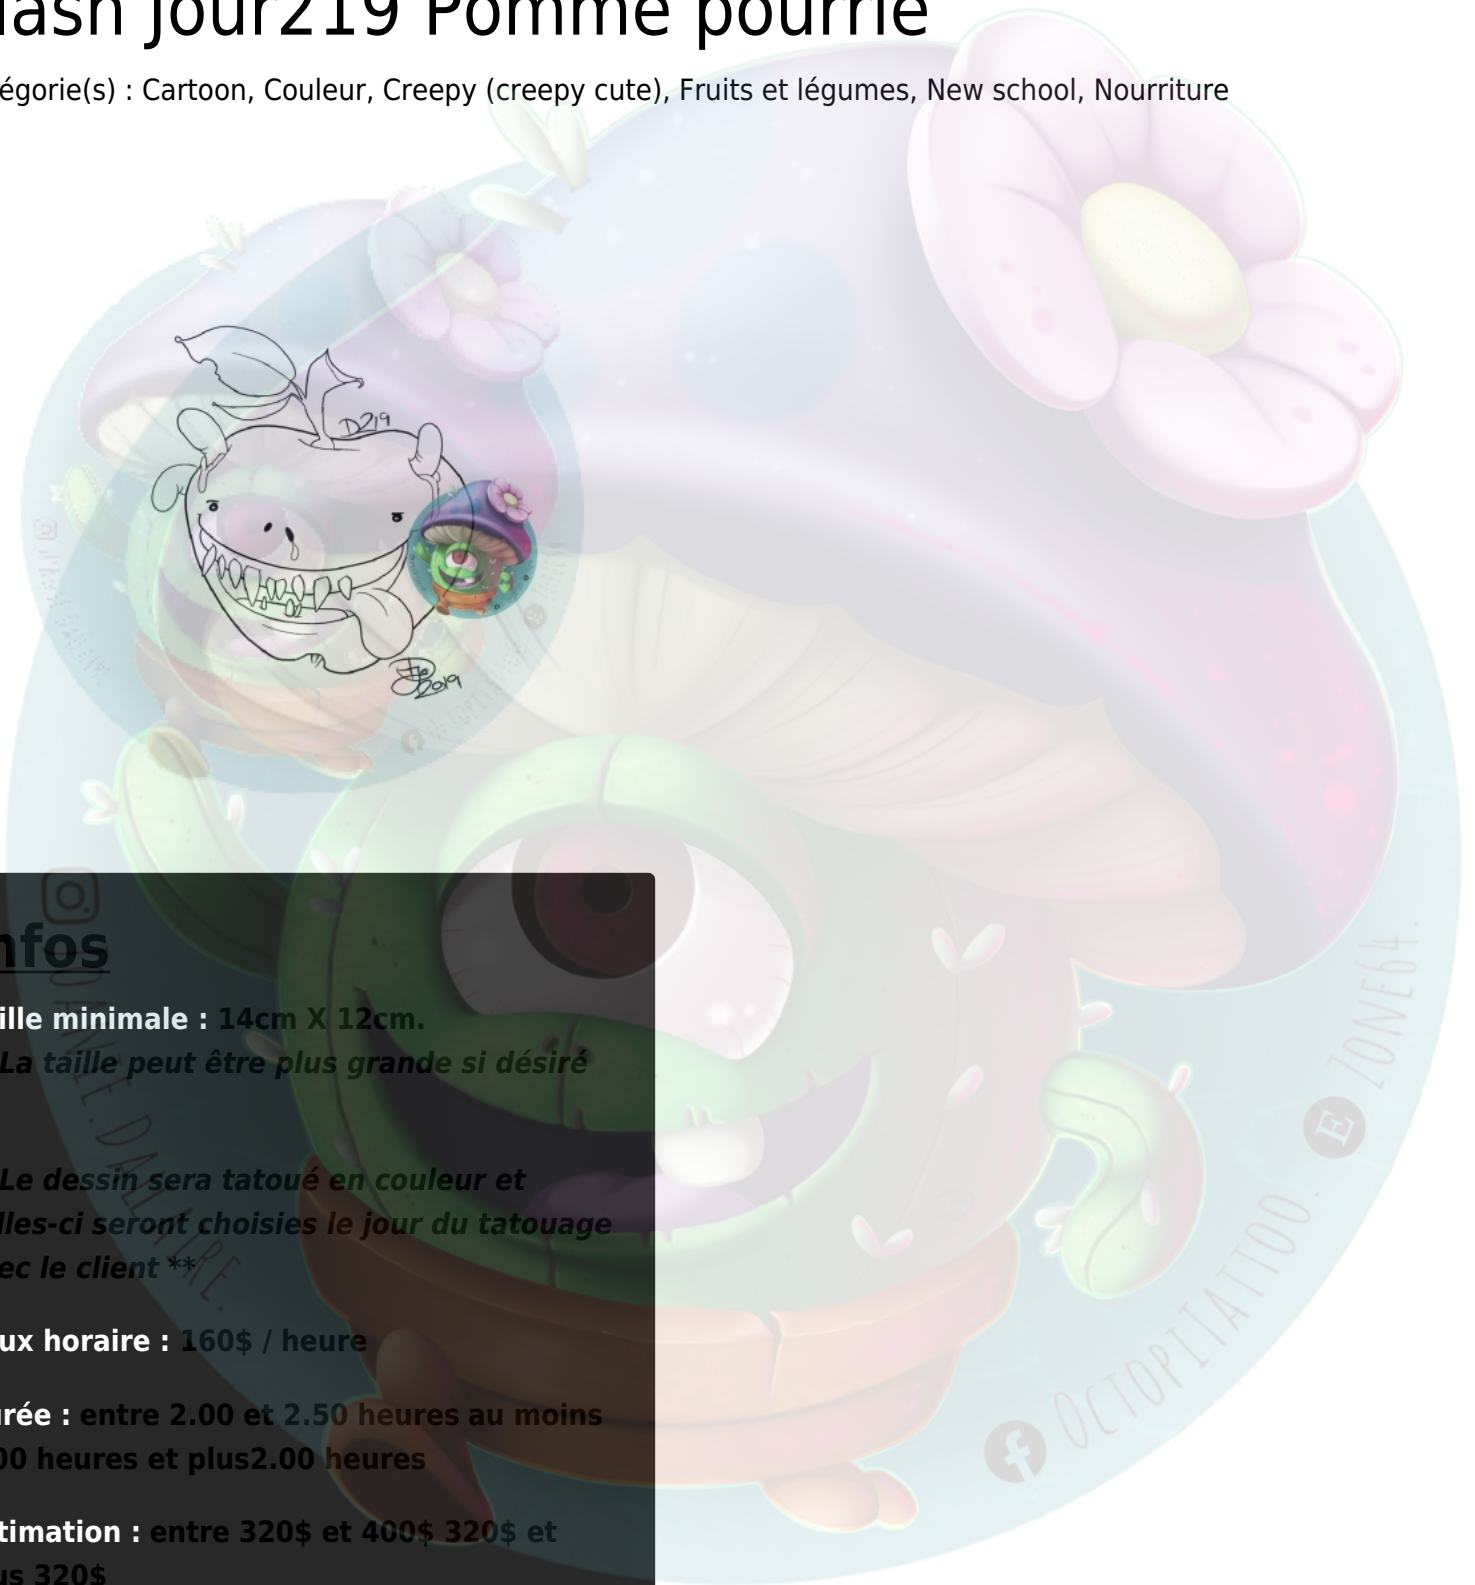 lash Jour219 Pomme pourrie
égorie(s) : Cartoon, Couleur, Creepy (creepy cute), Fruits et légumes, New school, Nourriture
D219
2019
nfos
ille minimale : 14cm X 12cm.
La taille peut être plus grande si désiré
Le dessin sera tatoué en couleur et
lles-ci seront choisies le jour du tatouage
ec le client **
ux horaire : 160$ / heure
urée : entre 2.00 et 2.50 heures au moins
00 heures et plus2.00 heures
timation : entre 320$ et 400$ 320$ et
us 320$
DALLAIRE.
OCTOPITATTOO.
E ZONE64.